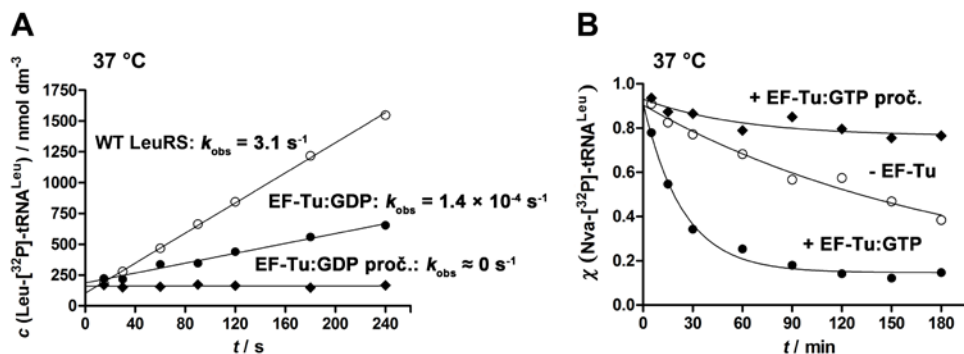 A
37 °C
c (Leu-[³²P]-tRNAᴸᵉᵘ) / nmol dm⁻³
1750
1500
1250
1000
750
500
250
0
WT LeuRS: kobs = 3.1 s⁻¹
EF-Tu:GDP: kobs = 1.4 × 10⁻⁴ s⁻¹
EF-Tu:GDP proč.: kobs ≈ 0 s⁻¹
0 40 80 120 160 200 240
t / s
B
37 °C
χ (Nva-[³²P]-tRNAᴸᵉᵘ)
1.0
0.8
0.6
0.4
0.2
0.0
+ EF-Tu:GTP proč.
- EF-Tu
+ EF-Tu:GTP
0 30 60 90 120 150 180
t / min